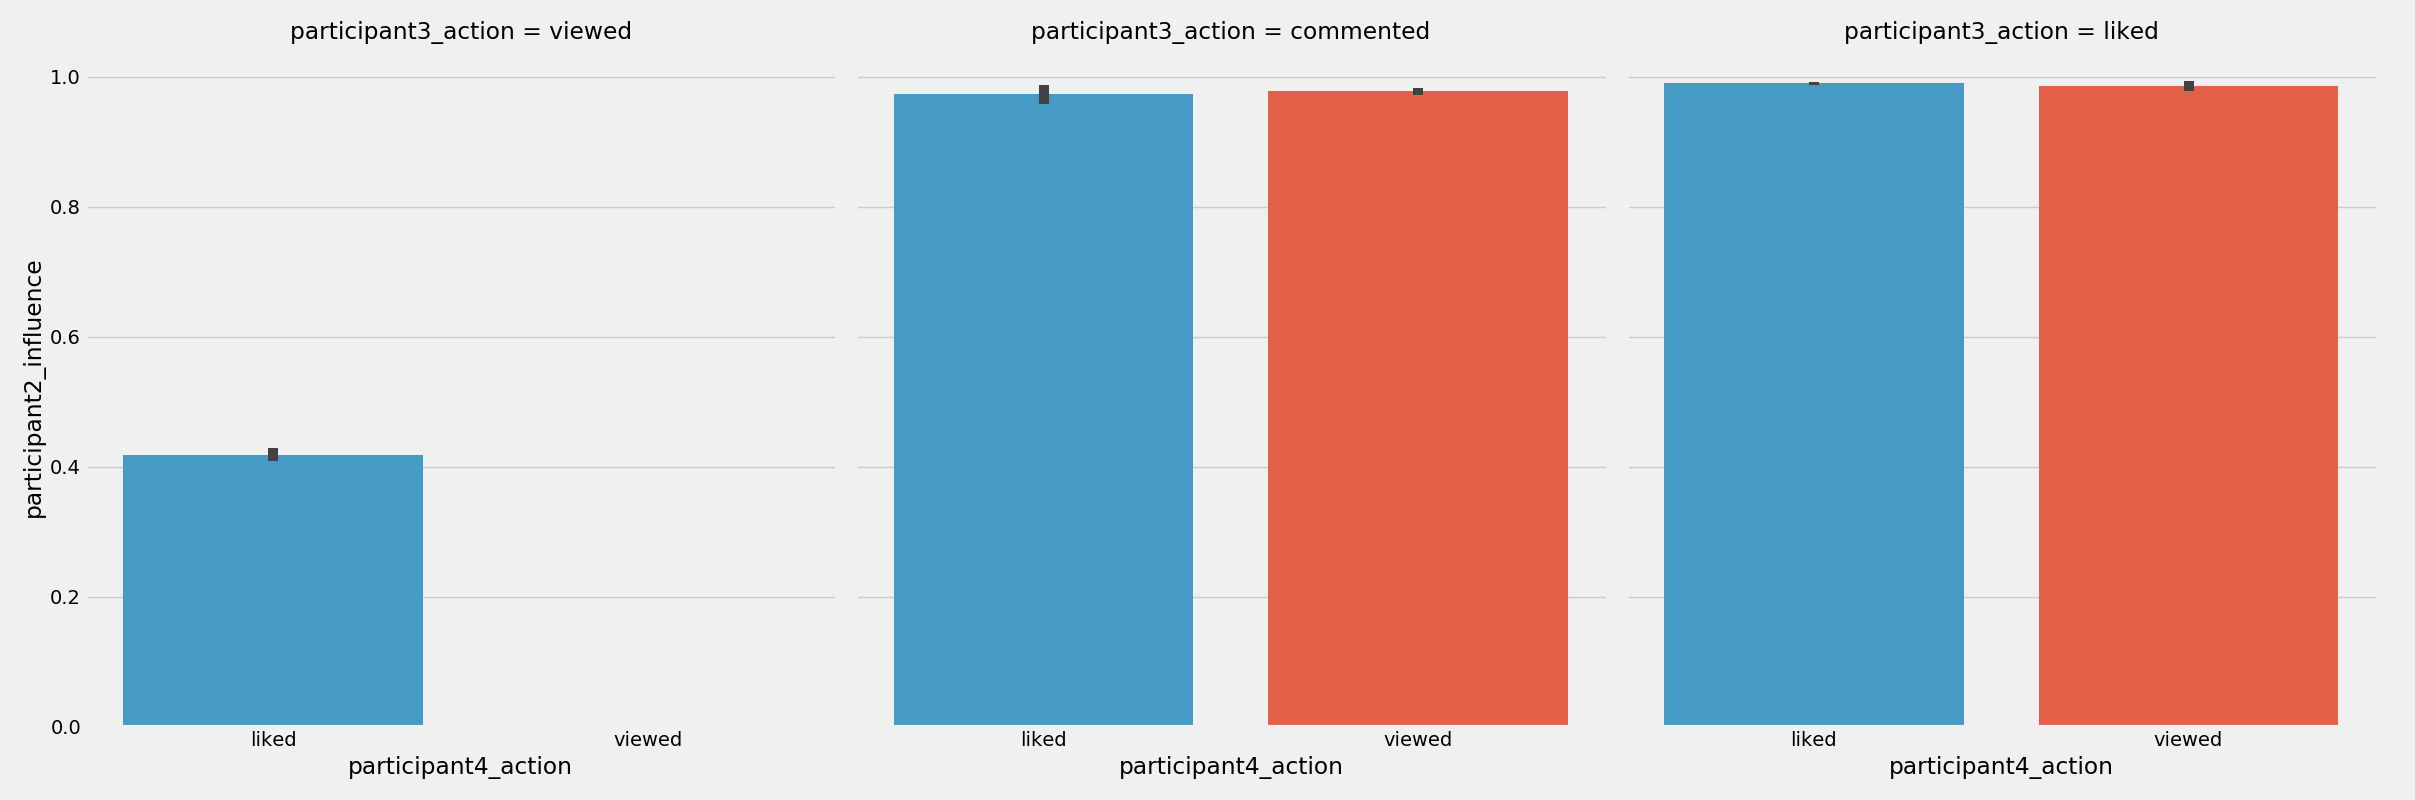 participant3_action = viewed
participant3_action = commented
participant3_action = liked
participant2_influence
1.0
0.8
0.6
0.4
0.2
0.0
liked
viewed
liked
viewed
liked
viewed
participant4_action
participant4_action
participant4_action